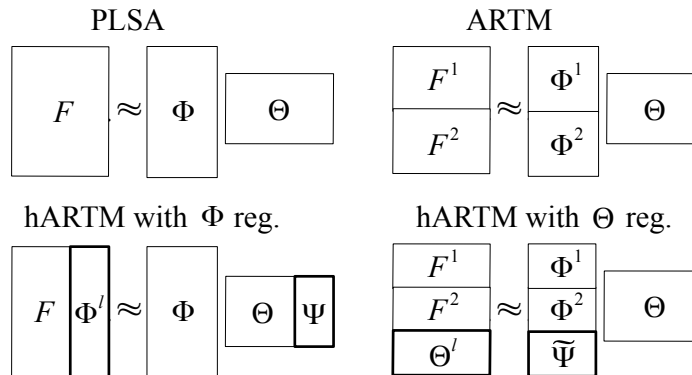 PLSA
F ≈ Φ Θ
ARTM
F¹ Φ¹
≈ Θ
F² Φ²
hARTM with Φ reg.
F Φˡ ≈ Φ Θ Ψ
hARTM with Θ reg.
F¹ Φ¹
F² ≈ Φ² Θ
Θˡ Ψ̃